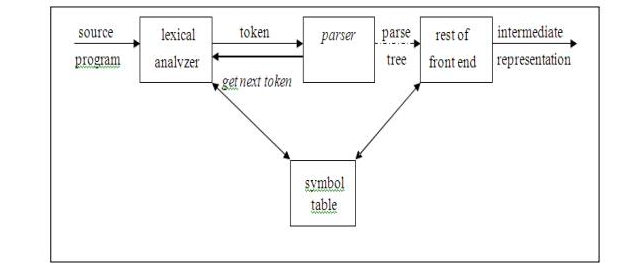 source
program
lexical
analyzer
token
get next token
parser
parse
tree
rest of
front end
intermediate
representation
symbol
table